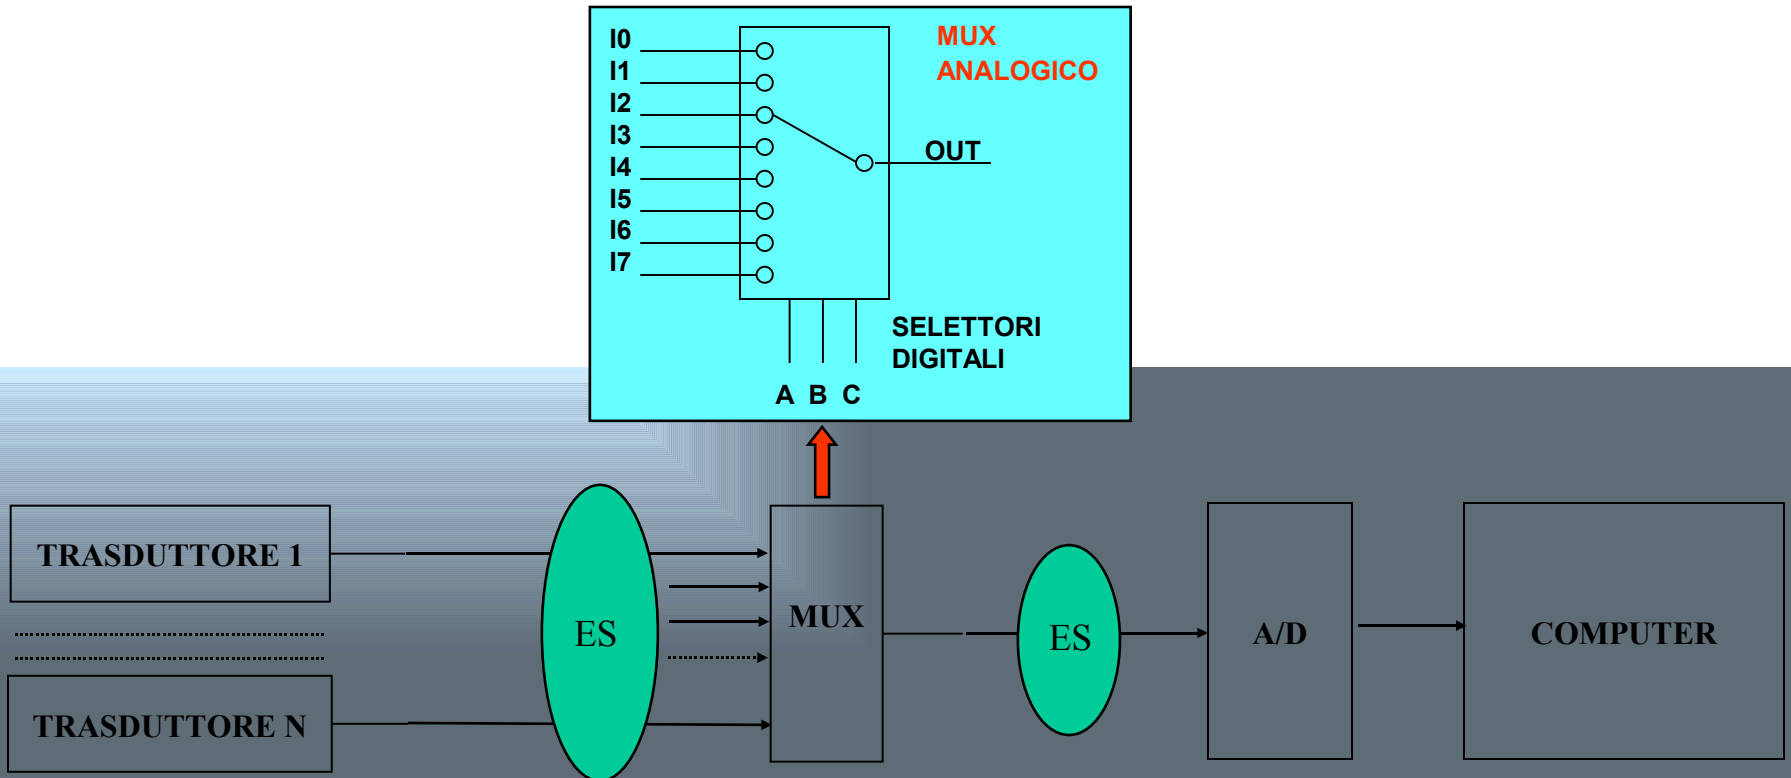 I0
I1
I2
I3
I4
I5
I6
I7
MUX
ANALOGICO
OUT
SELETTORI
DIGITALI
A B C
TRASDUTTORE 1
TRASDUTTORE N
ES
MUX
ES
A/D
COMPUTER